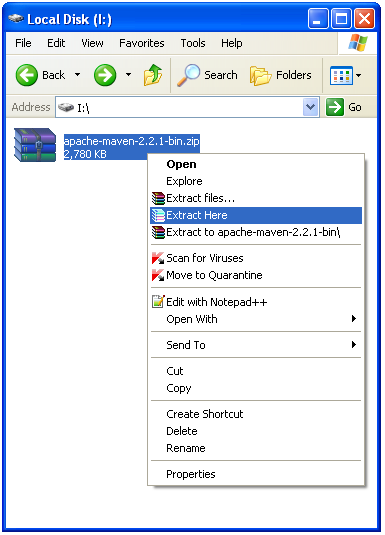 Local Disk (I:)
File Edit View Favorites Tools Help
Back Search Folders
Address I:\ Go
apache-maven-2.2.1-bin.zip
2,780 KB
Open
Explore
Extract files...
Extract Here
Extract to apache-maven-2.2.1-bin\
Scan for Viruses
Move to Quarantine
Edit with Notepad++
Open With
Send To
Cut
Copy
Create Shortcut
Delete
Rename
Properties